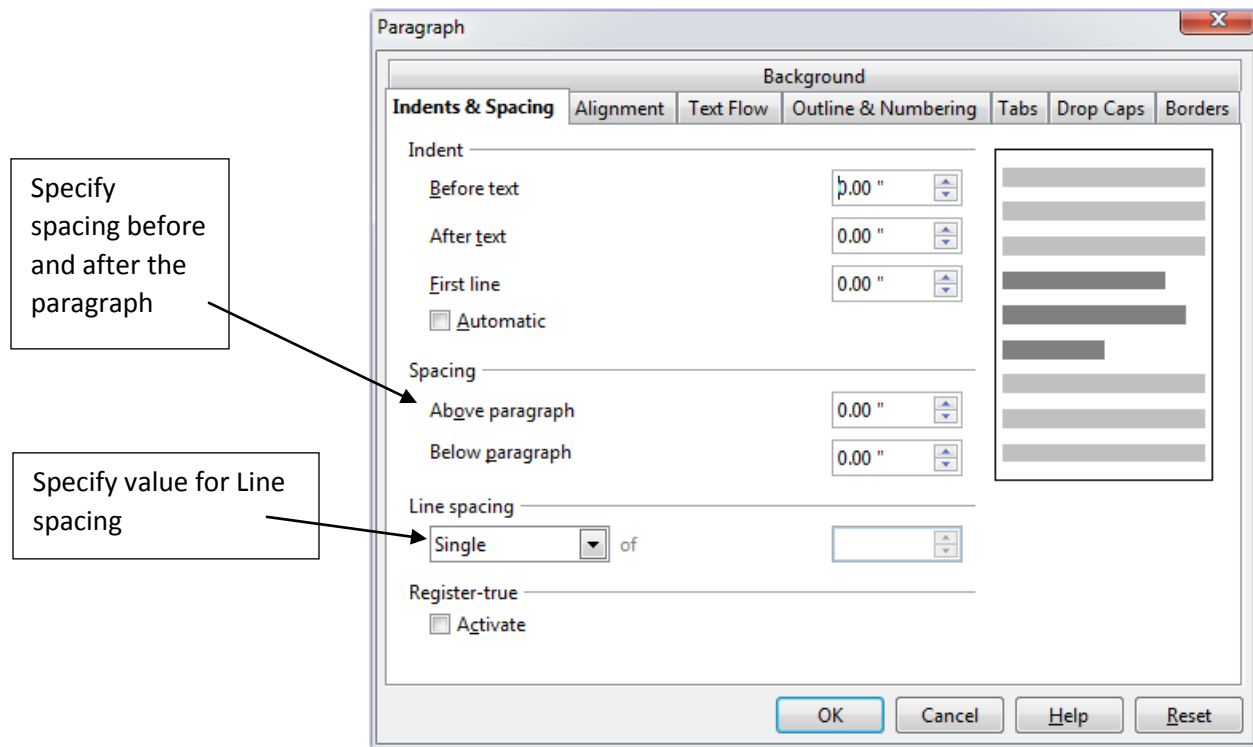 Paragraph
X
Background
Indents & Spacing Alignment Text Flow Outline & Numbering Tabs Drop Caps Borders
Indent
Before text 0.00 "
After text 0.00 "
First line 0.00 "
Automatic
Spacing
Above paragraph 0.00 "
Below paragraph 0.00 "
Line spacing
Single of
Register-true
Activate
OK Cancel Help Reset
Specify
spacing before
and after the
paragraph
Specify value for Line
spacing